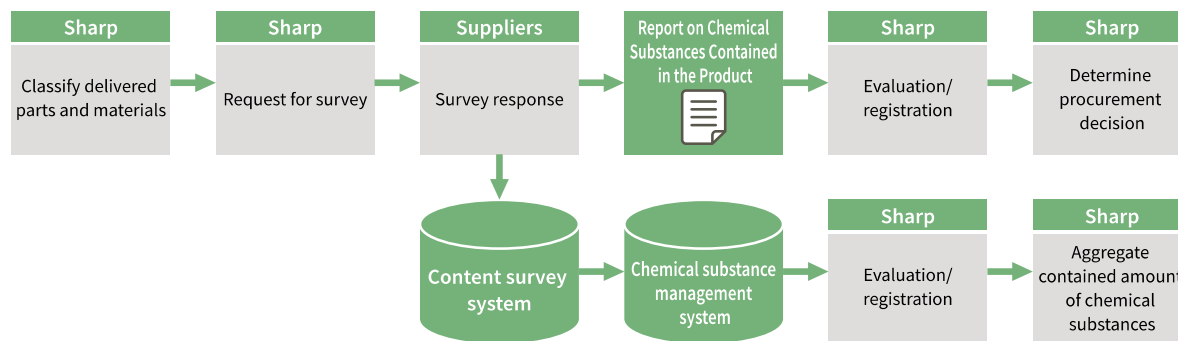 Sharp
Classify delivered
parts and materials
Sharp
Request for survey
Suppliers
Survey response
Report on Chemical
Substances Contained
in the Product
Sharp
Evaluation/
registration
Sharp
Determine
procurement
decision
Content survey
system
Chemical substance
management
system
Sharp
Evaluation/
registration
Sharp
Aggregate
contained amount
of chemical
substances